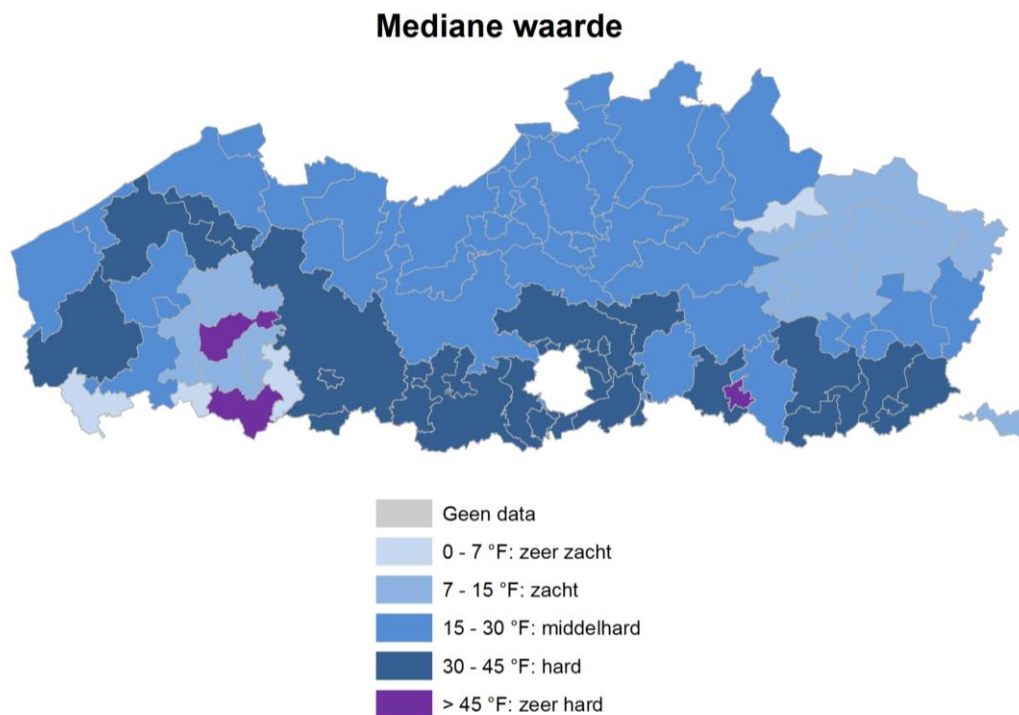 Mediane waarde
Geen data
0 - 7 °F: zeer zacht
7 - 15 °F: zacht
15 - 30 °F: middelhard
30 - 45 °F: hard
> 45 °F: zeer hard